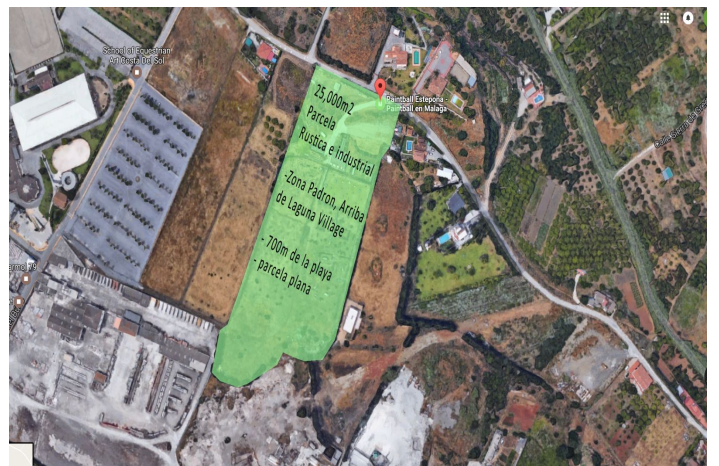 School of Equestrian
Art Costa Del Sol
25,000m2
Parcela
Rustica e industrial
-Zona Padron, Arriba
de Laguna Village
- 700m de la playa
- parcela plana
Paintball Estepona -
Paintball en Malaga